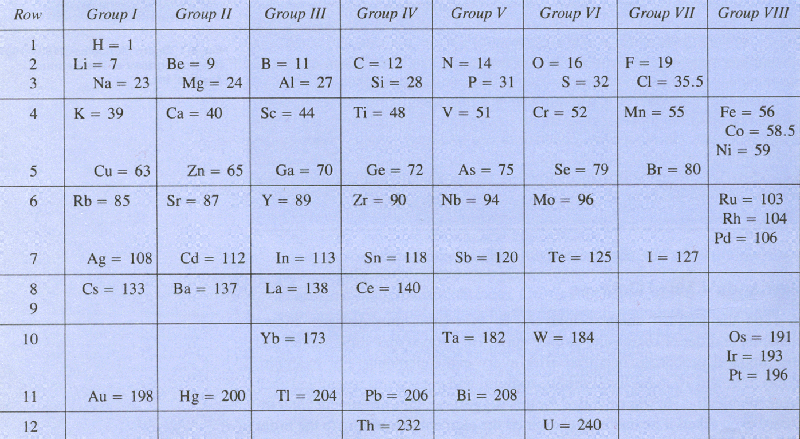 Row Group I Group II Group III Group IV Group V Group VI Group VII Group VIII
1 H = 1
2 Li = 7 Be = 9 B = 11 C = 12 N = 14 O = 16 F = 19
3 Na = 23 Mg = 24 Al = 27 Si = 28 P = 31 S = 32 Cl = 35.5
4 K = 39 Ca = 40 Sc = 44 Ti = 48 V = 51 Cr = 52 Mn = 55 Fe = 56
Co = 58.5
Ni = 59
5 Cu = 63 Zn = 65 Ga = 70 Ge = 72 As = 75 Se = 79 Br = 80
6 Rb = 85 Sr = 87 Y = 89 Zr = 90 Nb = 94 Mo = 96 Ru = 103
Rh = 104
Pd = 106
7 Ag = 108 Cd = 112 In = 113 Sn = 118 Sb = 120 Te = 125 I = 127
8 Cs = 133 Ba = 137 La = 138 Ce = 140
9
10 Yb = 173 Ta = 182 W = 184 Os = 191
Ir = 193
Pt = 196
11 Au = 198 Hg = 200 Tl = 204 Pb = 206 Bi = 208
12 Th = 232 U = 240